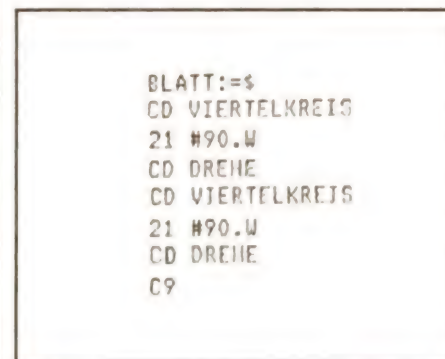 BLATT:=$
CD VIERTELKREIS
21 #90.W
CD DREHE
CD VIERTELKREIS
21 #90.W
CD DREHE
C9